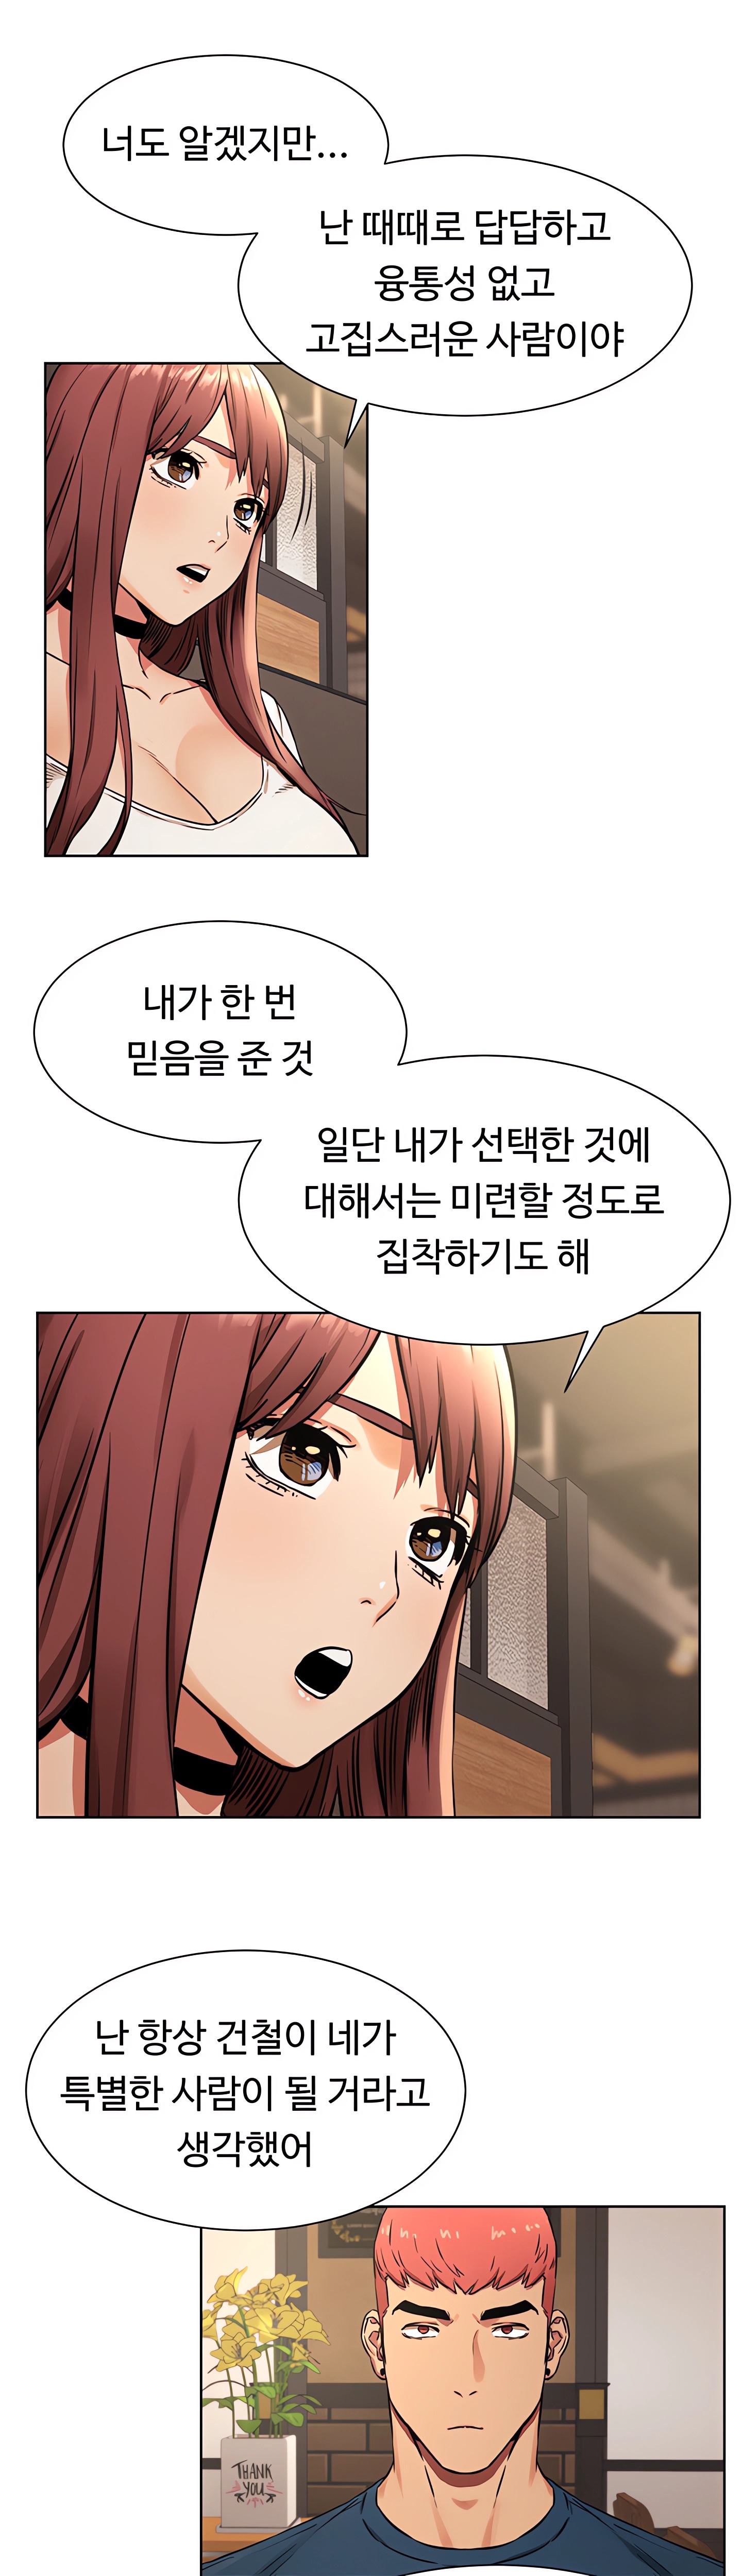 너도 알겠지만...
난 때때로 답답하고
융통성 없고
고집스러운 사람이야
내가 한 번
믿음을 준 것
일단 내가 선택한 것에
대해서는 미련할 정도로
집착하기도 해
난 항상 건철이 네가
특별한 사람이 될 거라고
생각했어
THANK
YOU